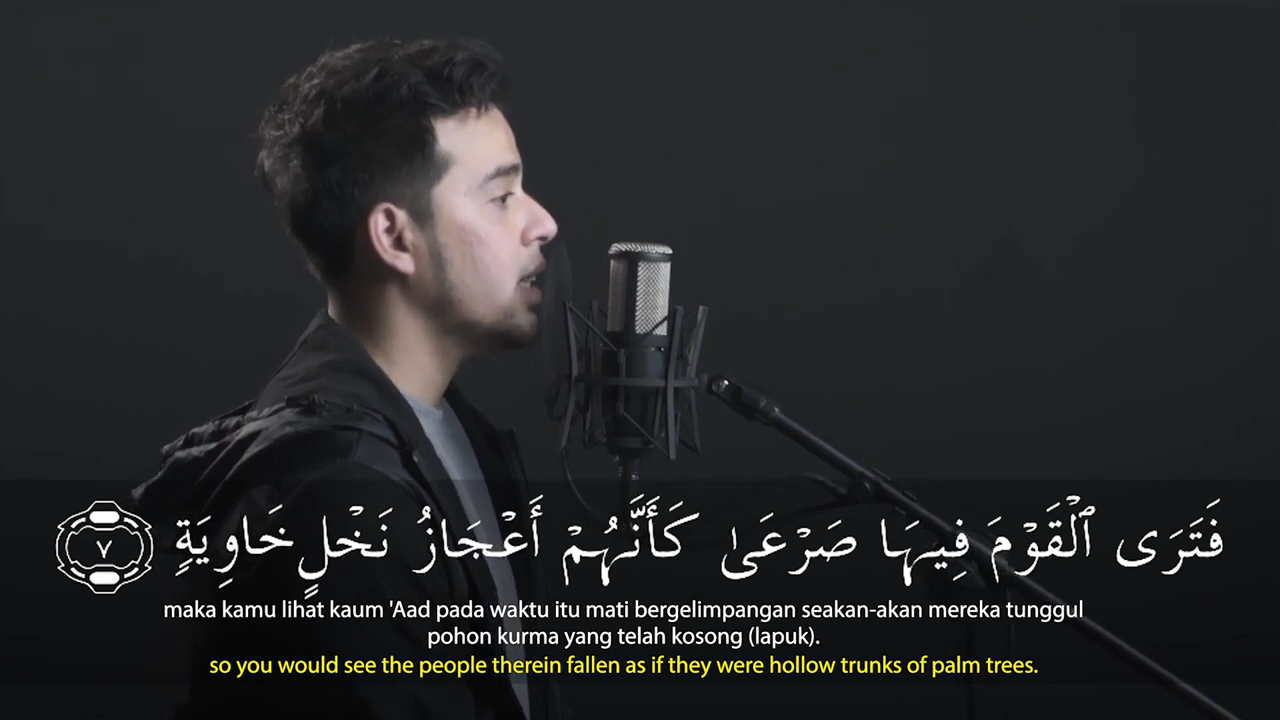 فَتَرَى ٱلْقَوْمَ فِيهَا صَرْعَىٰ كَأَنَّهُمْ أَعْجَازُ نَخْلٍ خَاوِيَةٍ ٧
maka kamu lihat kaum 'Aad pada waktu itu mati bergelimpangan seakan-akan mereka tunggul
pohon kurma yang telah kosong (lapuk).
so you would see the people therein fallen as if they were hollow trunks of palm trees.